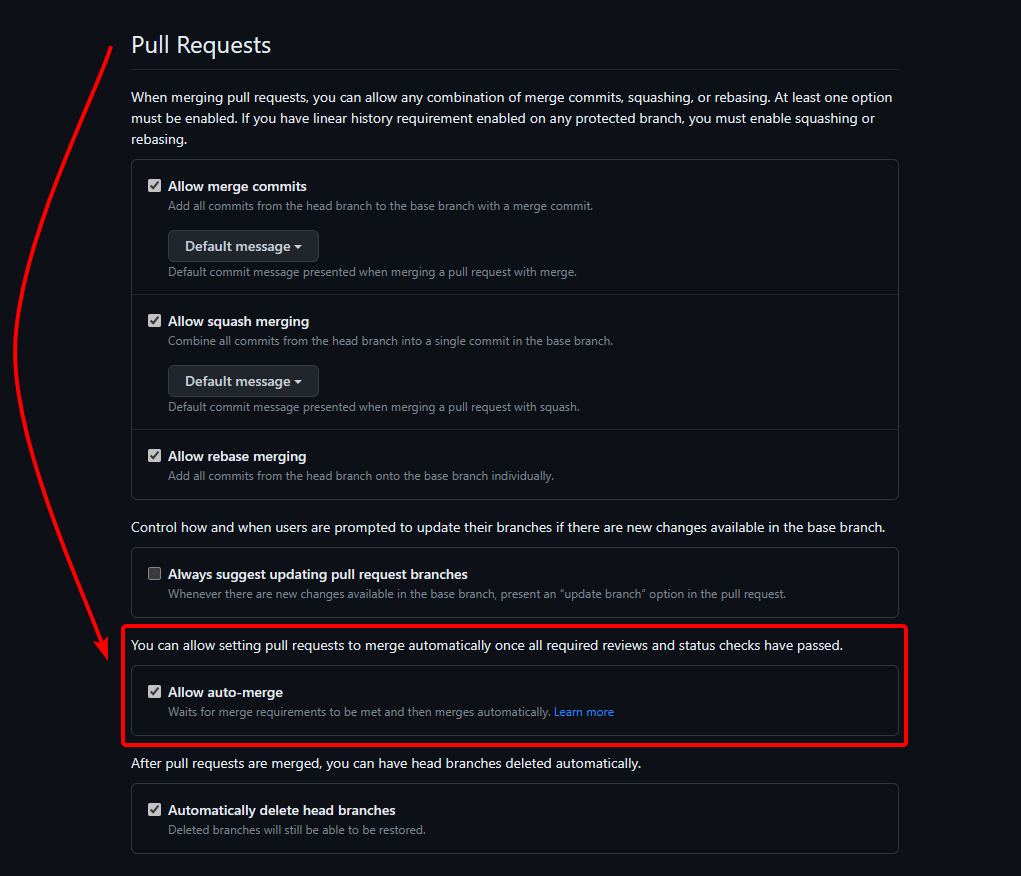 Pull Requests
When merging pull requests, you can allow any combination of merge commits, squashing, or rebasing. At least one option
must be enabled. If you have linear history requirement enabled on any protected branch, you must enable squashing or
rebasing.
Allow merge commits
Add all commits from the head branch to the base branch with a merge commit.
Default message
Default commit message presented when merging a pull request with merge.
Allow squash merging
Combine all commits from the head branch into a single commit in the base branch.
Default message
Default commit message presented when merging a pull request with squash.
Allow rebase merging
Add all commits from the head branch onto the base branch individually.
Control how and when users are prompted to update their branches if there are new changes available in the base branch.
Always suggest updating pull request branches
Whenever there are new changes available in the base branch, present an “update branch” option in the pull request.
You can allow setting pull requests to merge automatically once all required reviews and status checks have passed.
Allow auto-merge
Waits for merge requirements to be met and then merges automatically. Learn more
After pull requests are merged, you can have head branches deleted automatically.
Automatically delete head branches
Deleted branches will still be able to be restored.